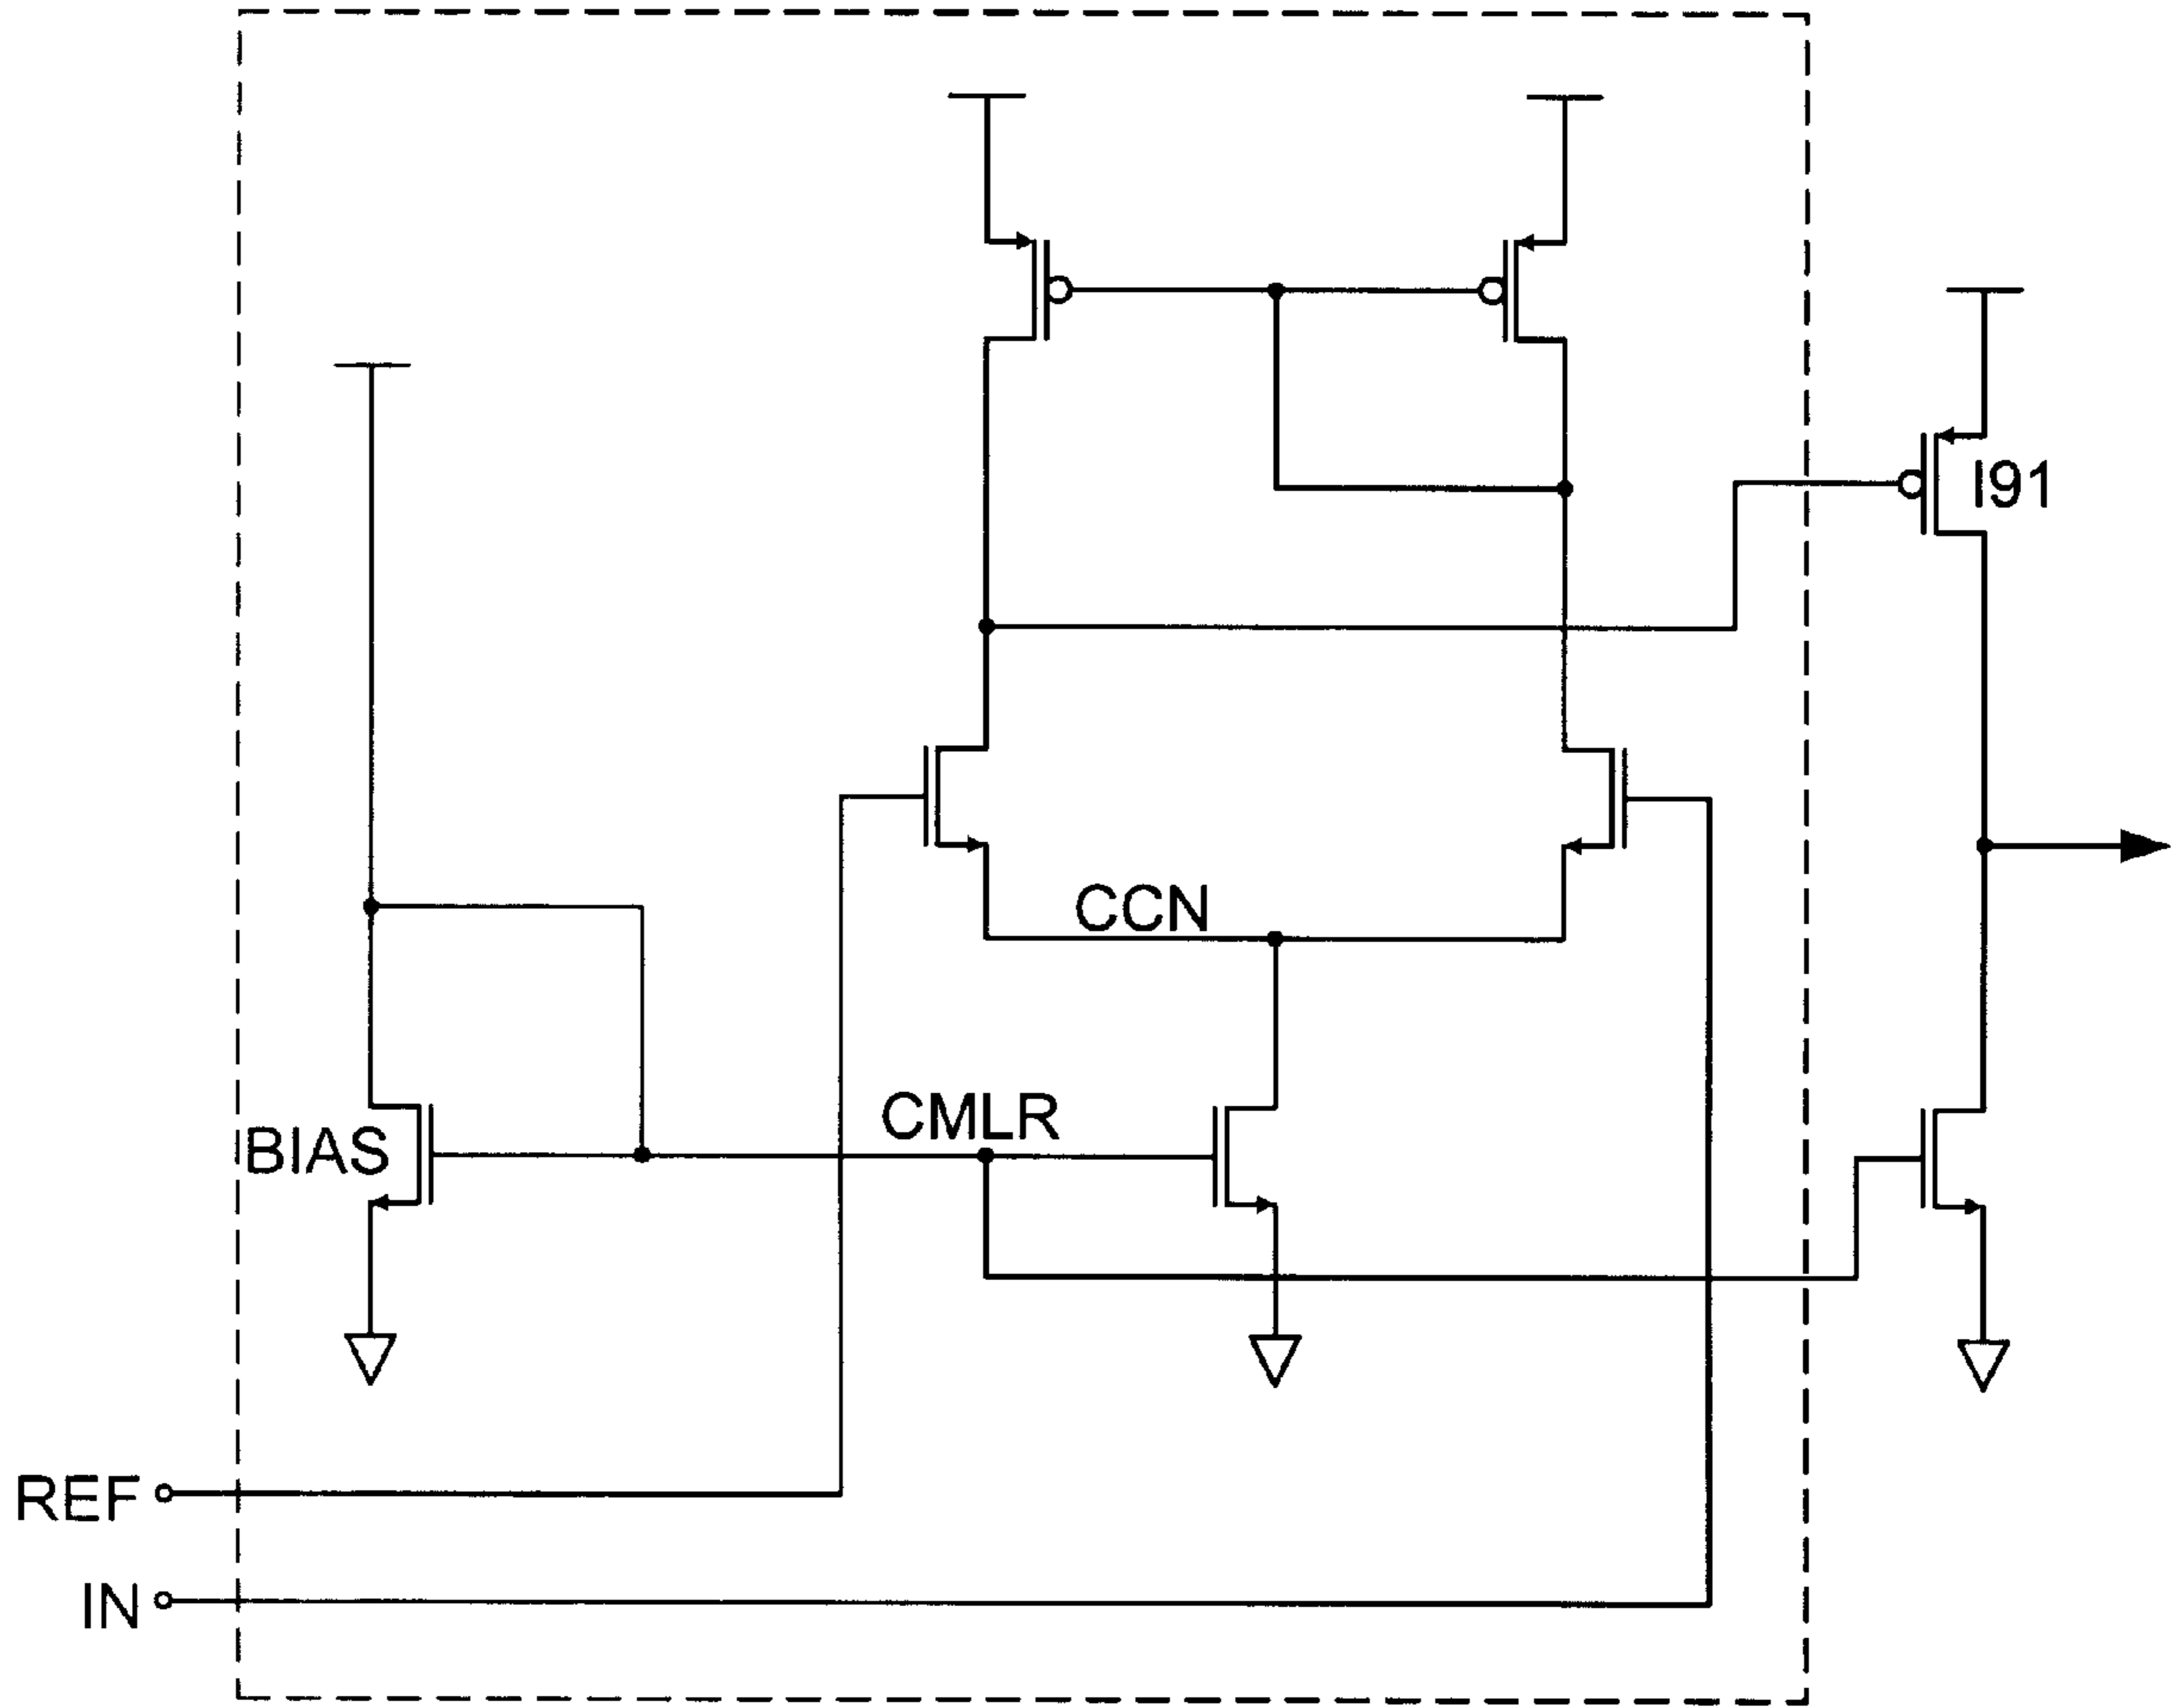 I91
CCN
CMLR
BIAS
REF
IN